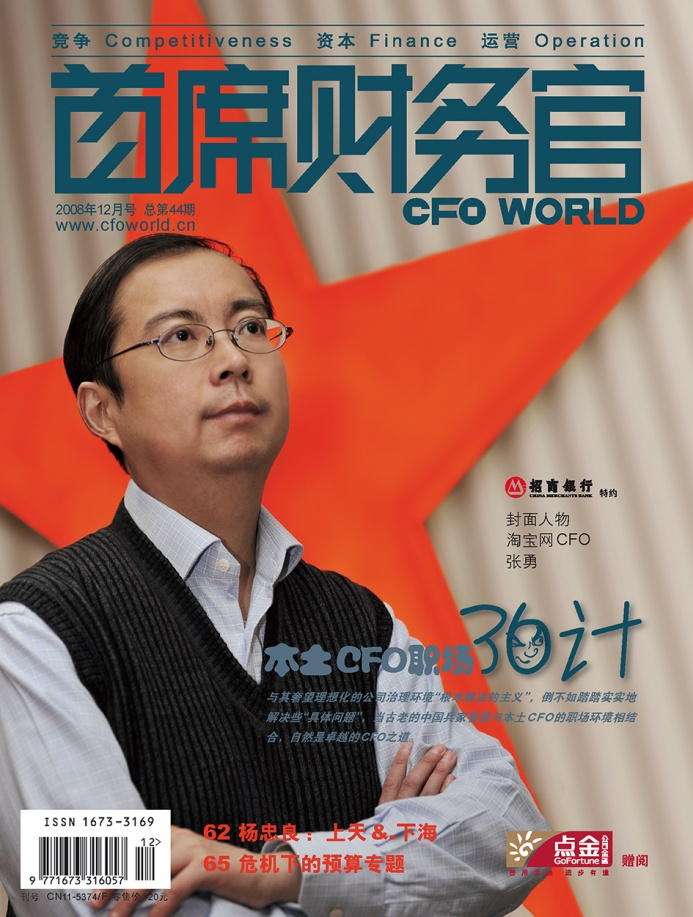 竞争 Competitiveness 资本 Finance 运营 Operation
首席财务官
CFO WORLD
2008年12月号 总第44期
www.cfoworld.cn
招商银行 特约
CHINA MERCHANTS BANK
封面人物
淘宝网CFO
张勇
本土CFO职场36计
与其奢望理想化的公司治理环境“根本解决的主义”，倒不如踏踏实实地
解决些“具体问题”，当古老的中国兵家智慧与本土CFO的职场环境相结
合，自然是卓越的CFO之道
ISSN 1673-3169
12>
9 771673 316057
刊号 CN11-5374/F 零售价 20元
62 杨忠良：上天&下海
65 危机下的预算专题
点金 公司金融
GoFortune
赠阅